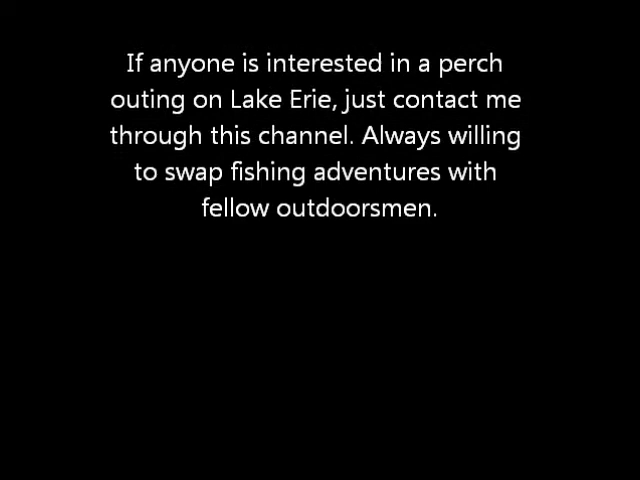 If anyone is interested in a perch
outing on Lake Erie, just contact me
through this channel. Always willing
to swap fishing adventures with
fellow outdoorsmen.